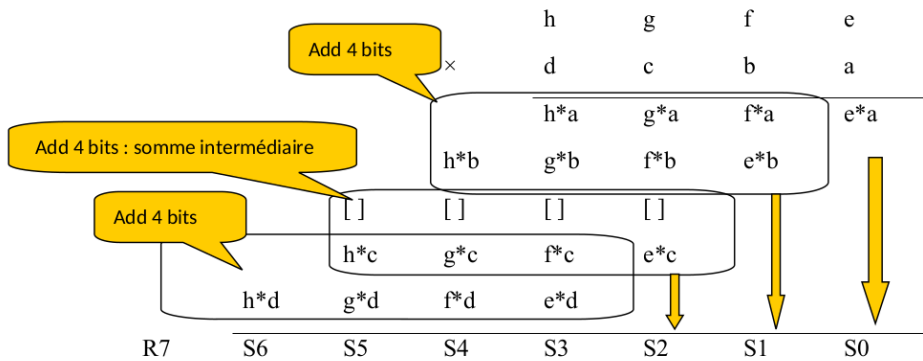 h g f e
Add 4 bits
× d c b a
h*a g*a f*a e*a
Add 4 bits : somme intermédiaire
h*b g*b f*b e*b
[ ] [ ] [ ] [ ]
Add 4 bits
h*c g*c f*c e*c
h*d g*d f*d e*d
R7 S6 S5 S4 S3 S2 S1 S0